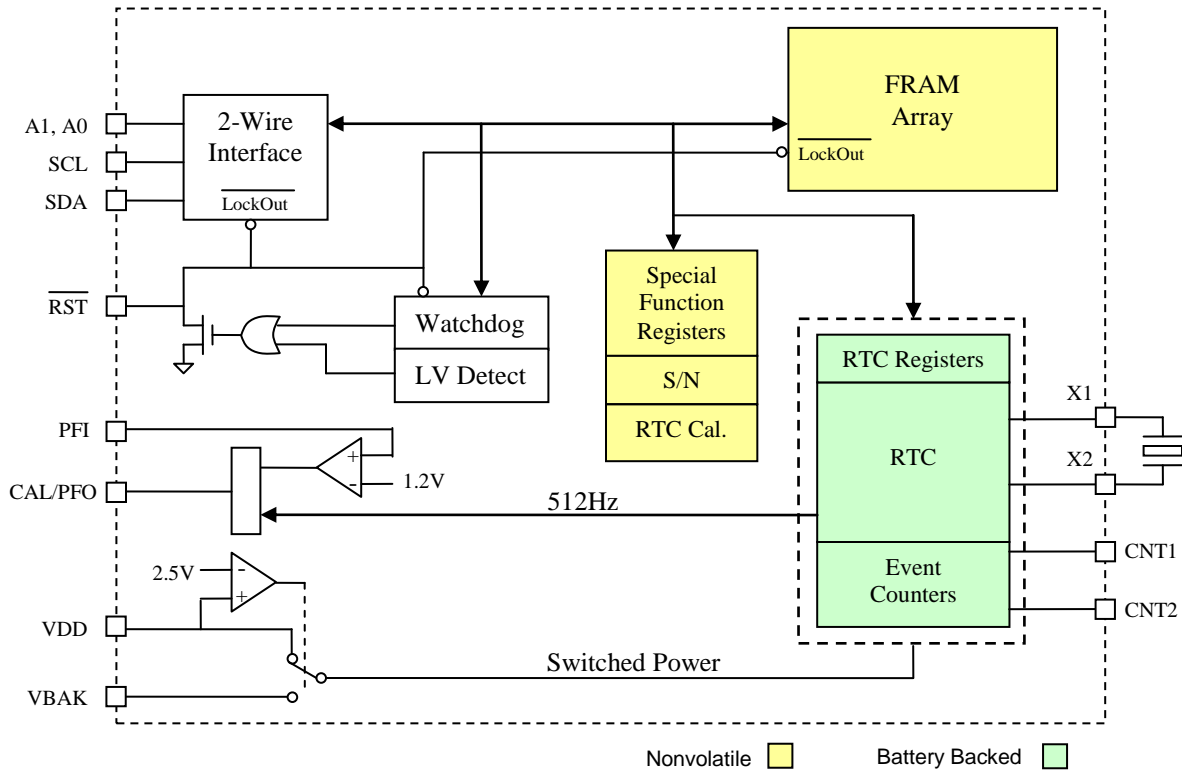 FRAM
Array
LockOut
A1, A0
SCL
SDA
2-Wire
Interface
LockOut
RST
Watchdog
LV Detect
Special
Function
Registers
S/N
RTC Cal.
RTC Registers
RTC
Event
Counters
X1
X2
CNT1
CNT2
PFI
+
-
1.2V
CAL/PFO
512Hz
2.5V
-
+
VDD
VBAK
Switched Power
Nonvolatile
Battery Backed